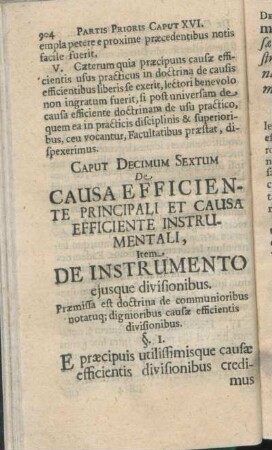 904 PARTIS PRIORIS CAPUT XVI.
empla petere e proxime præcedentibus notis
facile fuerit.
V. Cæterum quia præcipuus causæ effi-
cientis usus practicus in doctrina de causis
efficientibus liberis se exerit, lectori benevolo
non ingratum fuerit, si post universam de
causa efficiente doctrinam de usu practico,
quem ea in practicis disciplinis & superiori-
bus, ceu vocantur, Facultatibus præstat, di-
spexerimus.
CAPUT DECIMUM SEXTUM
De
CAUSA EFFICIEN-
TE PRINCIPALI ET CAUSA
EFFICIENTE INSTRU-
MENTALI,
Item
DE INSTRUMENTO
ejusque divisionibus.
Præmissa est doctrina de communioribus
notatuq; dignioribus causæ efficientis
divisionibus.
§. 1.
E præcipuis utilissimisque causæ
efficientis divisionibus credi-
mus